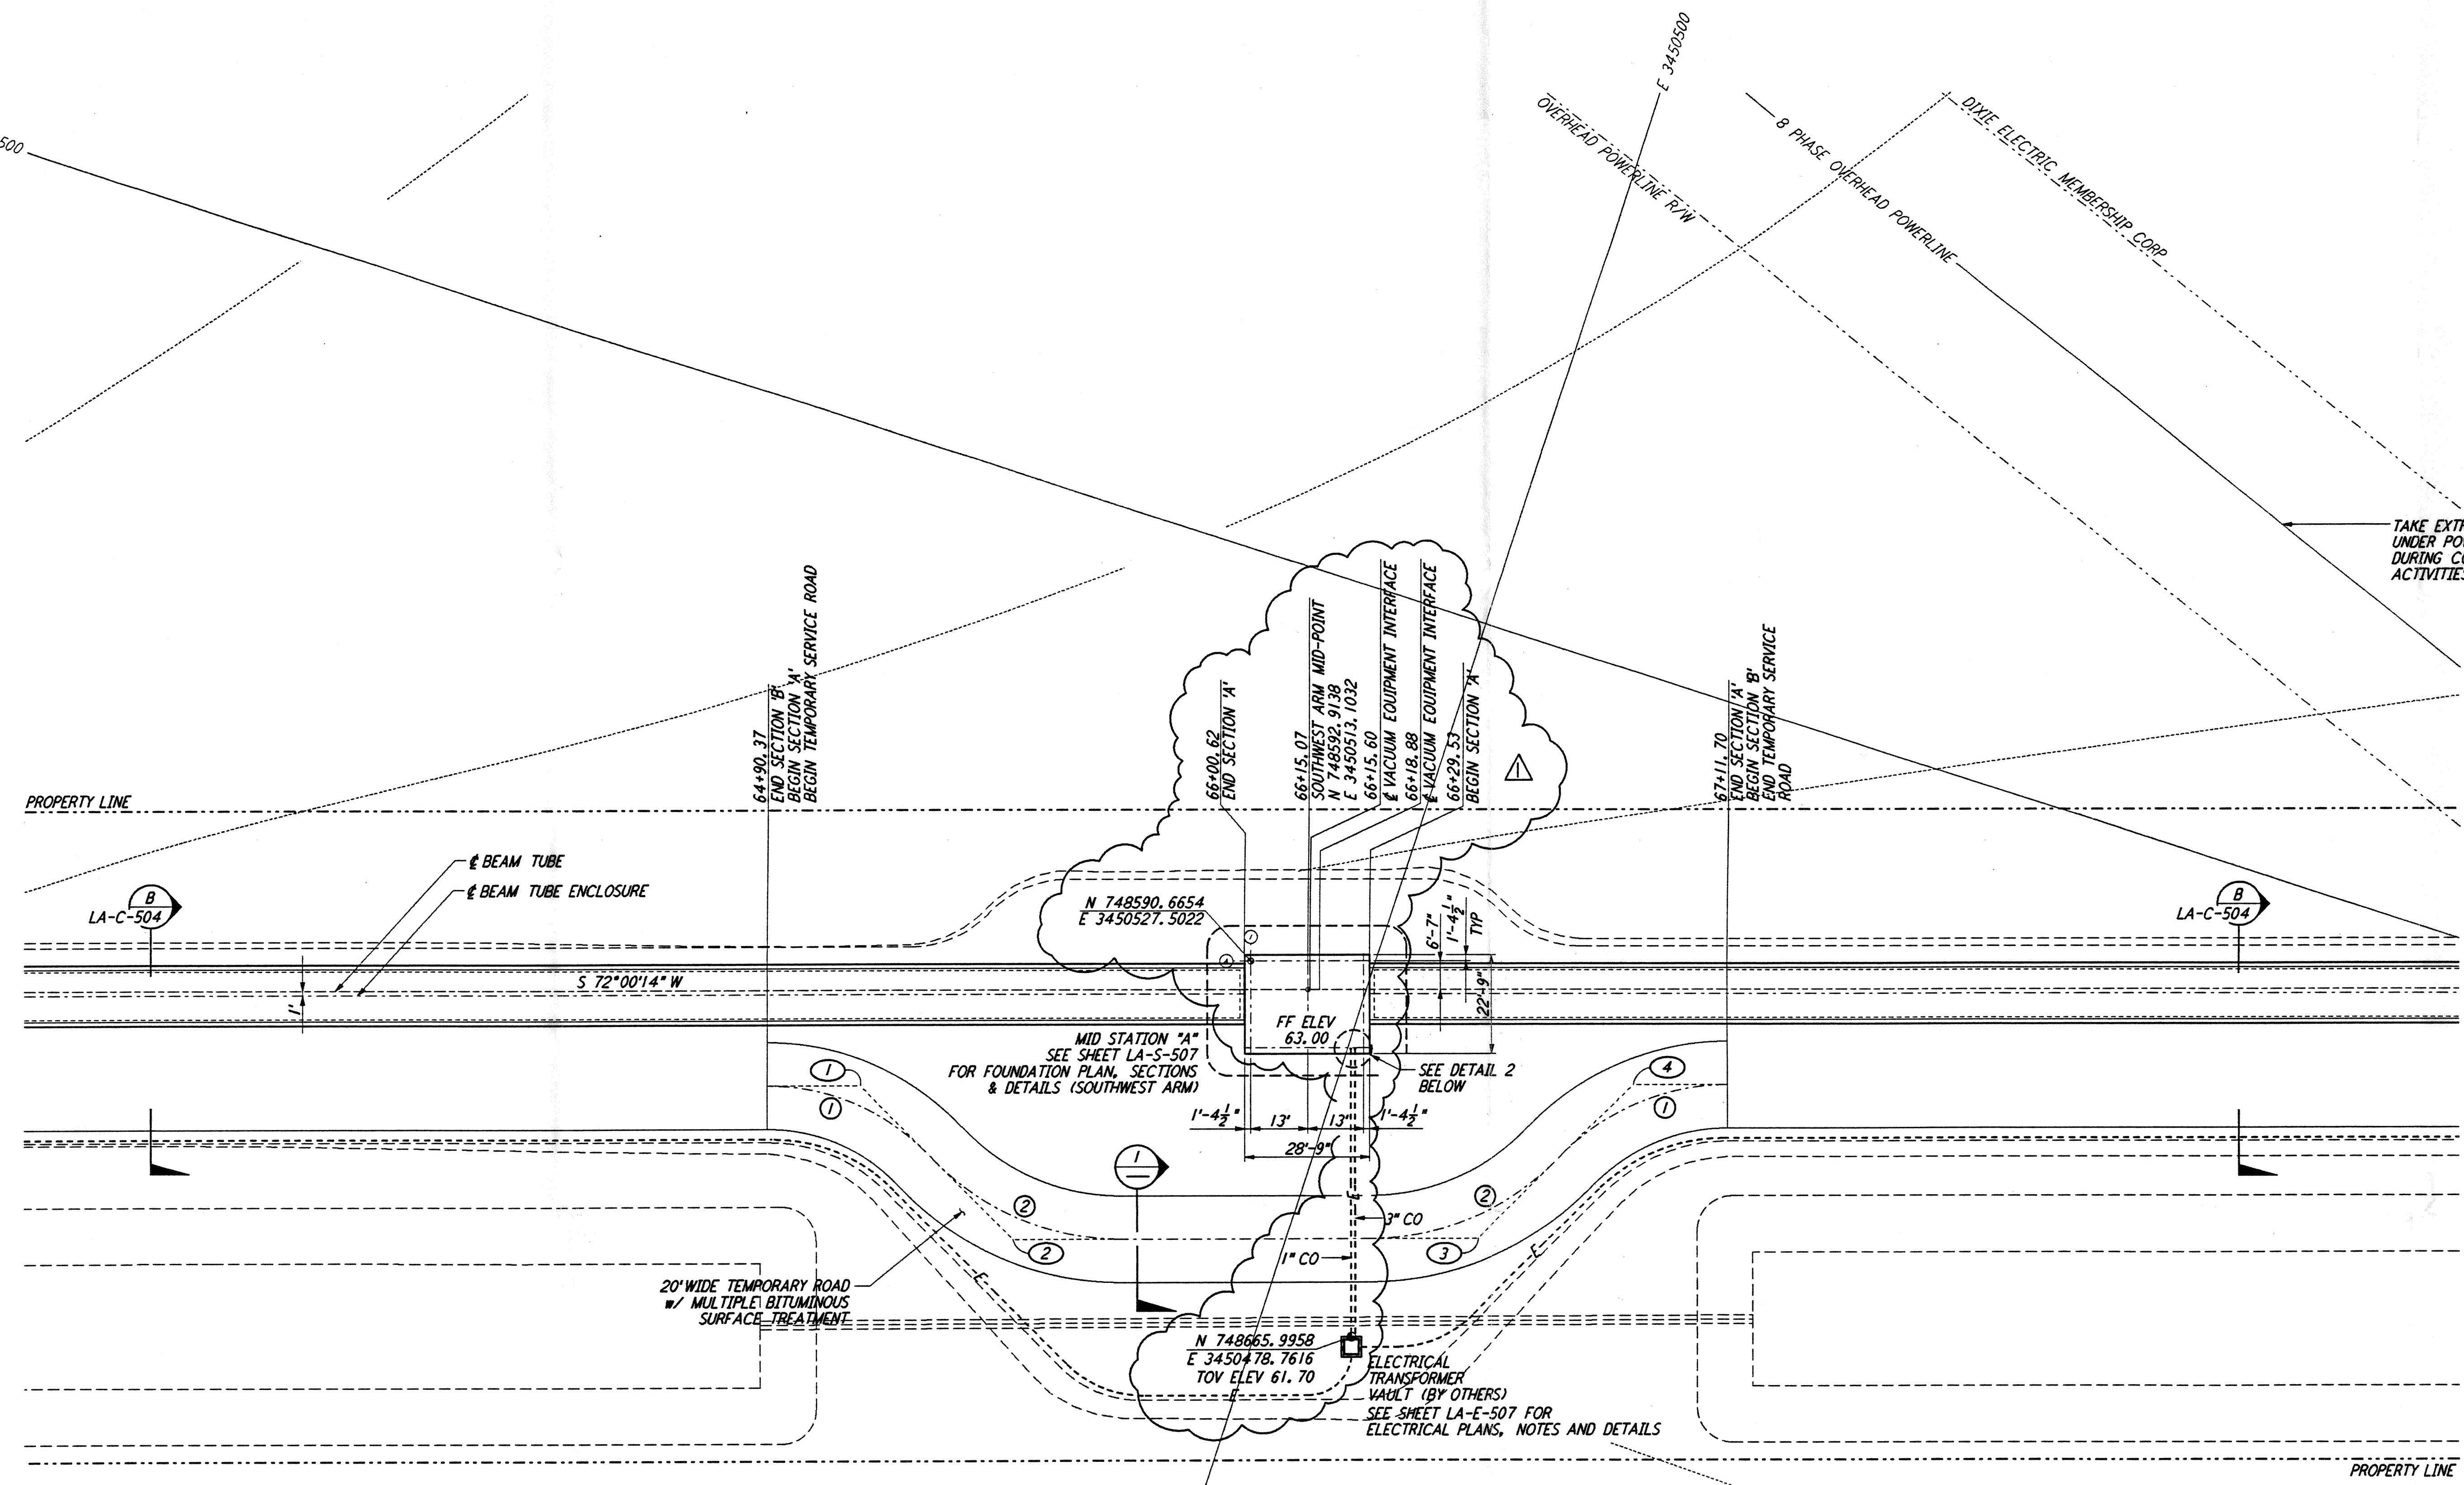 500
E 3450500
OVERHEAD POWERLINE R/W
8 PHASE OVERHEAD POWERLINE
DIXIE ELECTRIC MEMBERSHIP CORP
TAKE EXTR
UNDER PO
DURING CO
ACTIVITIES
64+90.37
END SECTION 'B'
BEGIN SECTION 'A'
BEGIN TEMPORARY SERVICE ROAD
66+00.62
END SECTION 'A'
66+15.07
SOUTHWEST ARM MID-POINT
N 748592.9138
E 3450513.1032
66+15.60
℄ VACUUM EQUIPMENT INTERFACE
66+18.88
℄ VACUUM EQUIPMENT INTERFACE
66+29.53
BEGIN SECTION 'A'
1
67+11.70
END SECTION 'A'
BEGIN SECTION 'B'
END TEMPORARY SERVICE
ROAD
PROPERTY LINE
℄ BEAM TUBE
℄ BEAM TUBE ENCLOSURE
B
LA-C-504
B
LA-C-504
N 748590.6654
E 3450527.5022
1
A
6'-7"
1'-4½"
TYP
22'-9"
S 72°00'14" W
1'
FF ELEV
63.00
MID STATION "A"
SEE SHEET LA-S-507
FOR FOUNDATION PLAN, SECTIONS
& DETAILS (SOUTHWEST ARM)
SEE DETAIL 2
BELOW
1
1
4
1
1'-4½"
13'
13'
1'-4½"
28'-9"
1
2
2
2
3
E
3" CO
1" CO
E
E
E
20' WIDE TEMPORARY ROAD
w/ MULTIPLE BITUMINOUS
SURFACE TREATMENT
N 748665.9958
E 3450478.7616
TOV ELEV 61.70
ELECTRICAL
TRANSFORMER
VAULT (BY OTHERS)
SEE SHEET LA-E-507 FOR
ELECTRICAL PLANS, NOTES AND DETAILS
PROPERTY LINE